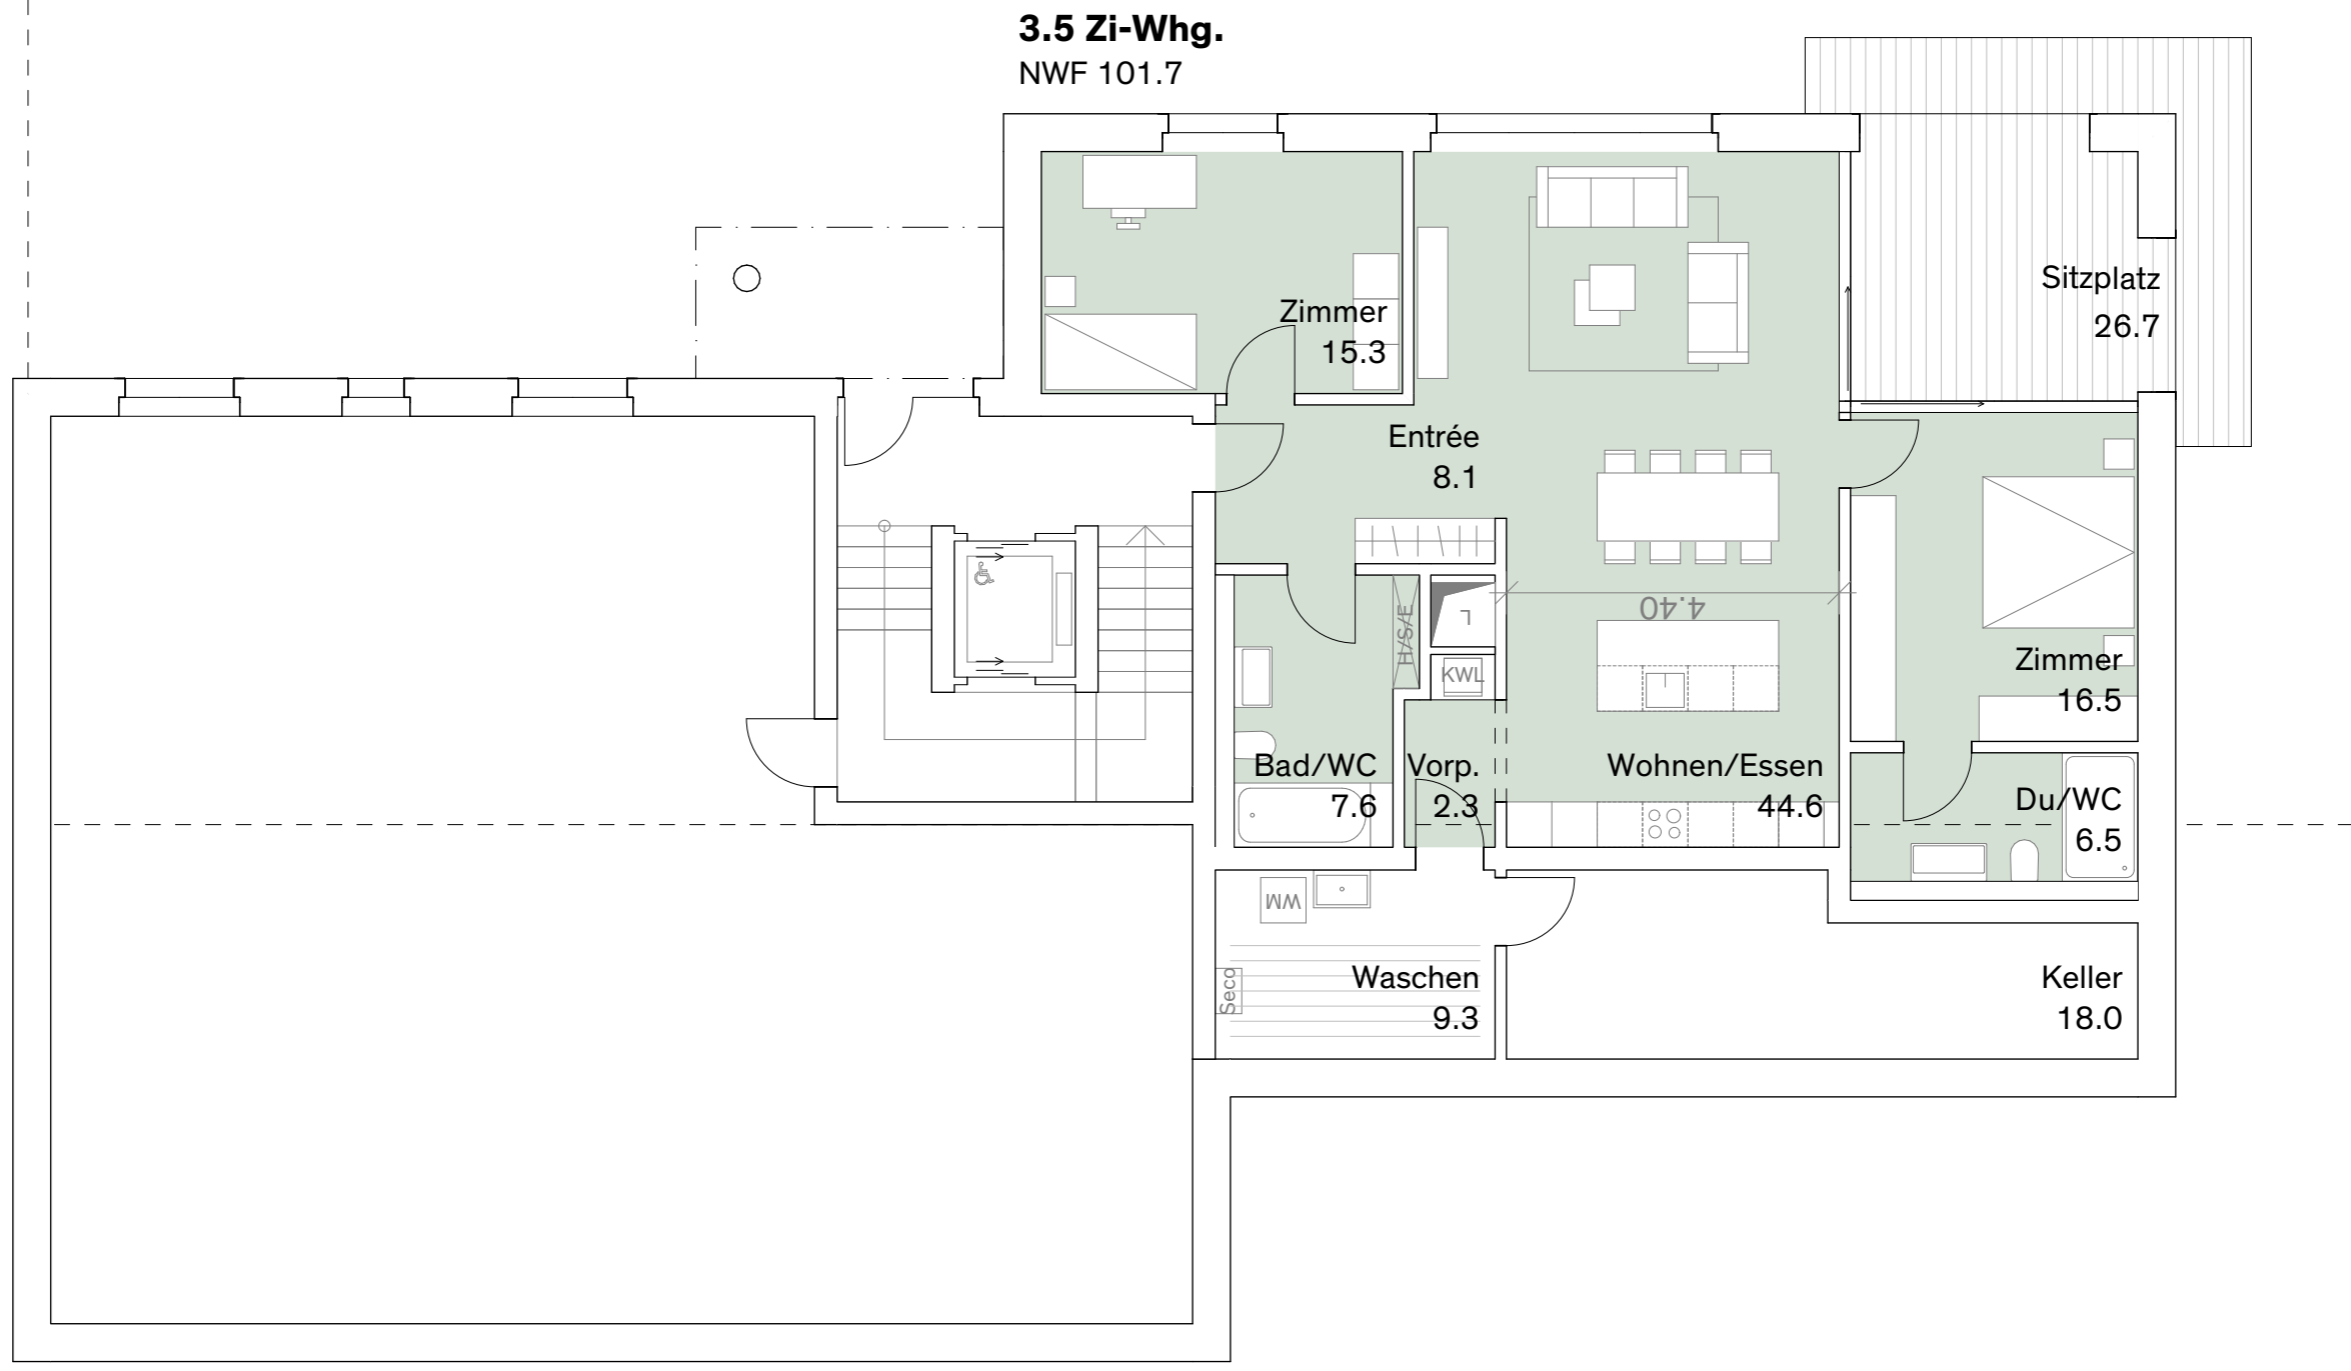 3.5 Zi-Whg.
NWF 101.7
Zimmer
15.3
Sitzplatz
26.7
Entrée
8.1
H/S/E
L
4.40
KWL
Zimmer
16.5
Bad/WC
7.6
Vorp.
2.3
Wohnen/Essen
44.6
Du/WC
6.5
WM
Seco
Waschen
9.3
Keller
18.0